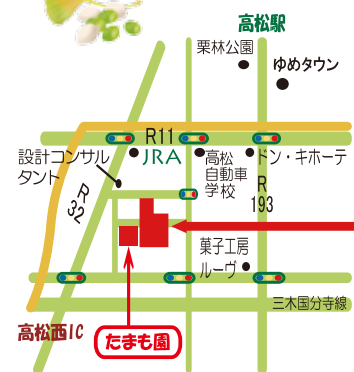 高松駅
栗林公園
ゆめタウン
R11
設計コンサル
タント
JRA
高松
自動車
学校
ドン・キホーテ
R
32
R
193
菓子工房
ルーヴ
三木国分寺線
高松西IC
たまも園